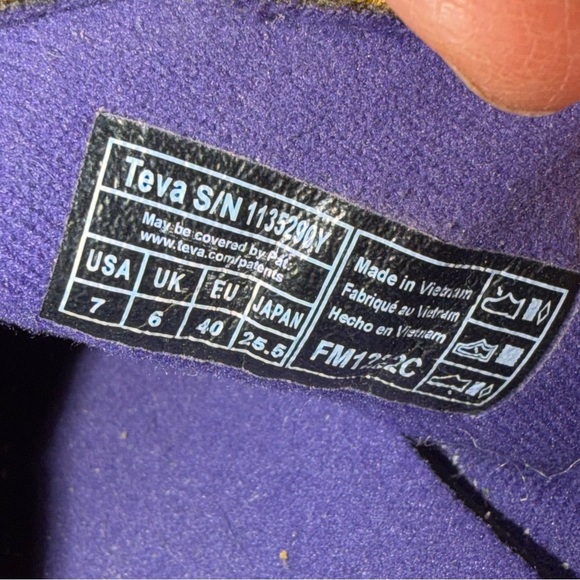 Teva S/N 1135290Y
May be covered by Pat.
www.teva.com/patents
USA UK EU JAPAN
7 6 40 25.5
Made in Vietnam
Fabriqué au Vietnam
Hecho en Vietnam